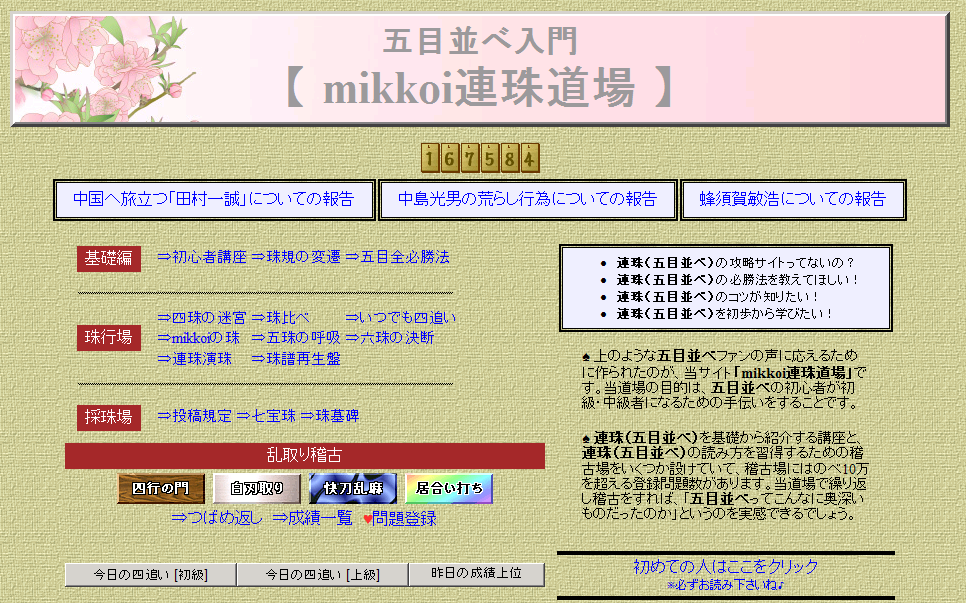 五目並べ入門
【 mikkoi連珠道場 】
167584
中国へ旅立つ「田村一誠」についての報告
中島光男の荒らし行為についての報告
蜂須賀敏浩についての報告
基礎編 ⇒初心者講座 ⇒珠規の変遷 ⇒五目全必勝法
珠行場
⇒四珠の迷宮 ⇒珠比べ ⇒いつでも四追い
⇒mikkoiの珠 ⇒五珠の呼吸 ⇒六珠の決断
⇒連珠演珠 ⇒珠譜再生盤
採珠場 ⇒投稿規定 ⇒七宝珠 ⇒珠墓碑
乱取り稽古
四行の門 白刃取り 快刀乱麻 居合い打ち
⇒つばめ返し ⇒成績一覧 ♥問題登録
今日の四追い [初級] 今日の四追い [上級] 昨日の成績上位
• 連珠(五目並べ)の攻略サイトってないの？
• 連珠(五目並べ)の必勝法を教えてほしい！
• 連珠(五目並べ)のコツが知りたい！
• 連珠(五目並べ)を初歩から学びたい！
♠ 上のような五目並べファンの声に応えるため
に作られたのが、当サイト「mikkoi連珠道場」で
す。当道場の目的は、五目並べの初心者が初
級・中級者になるための手伝いをすることです。
♠ 連珠(五目並べ)を基礎から紹介する講座と、
連珠(五目並べ)の読み方を習得するための稽
古場をいくつか設けていて、稽古場にはのべ10万
を超える登録問題数があります。当道場で繰り返
し稽古をすれば、「五目並べってこんなに奥深い
ものだったのか」というのを実感できるでしょう。
初めての人はここをクリック
※必ずお読み下さいね♪